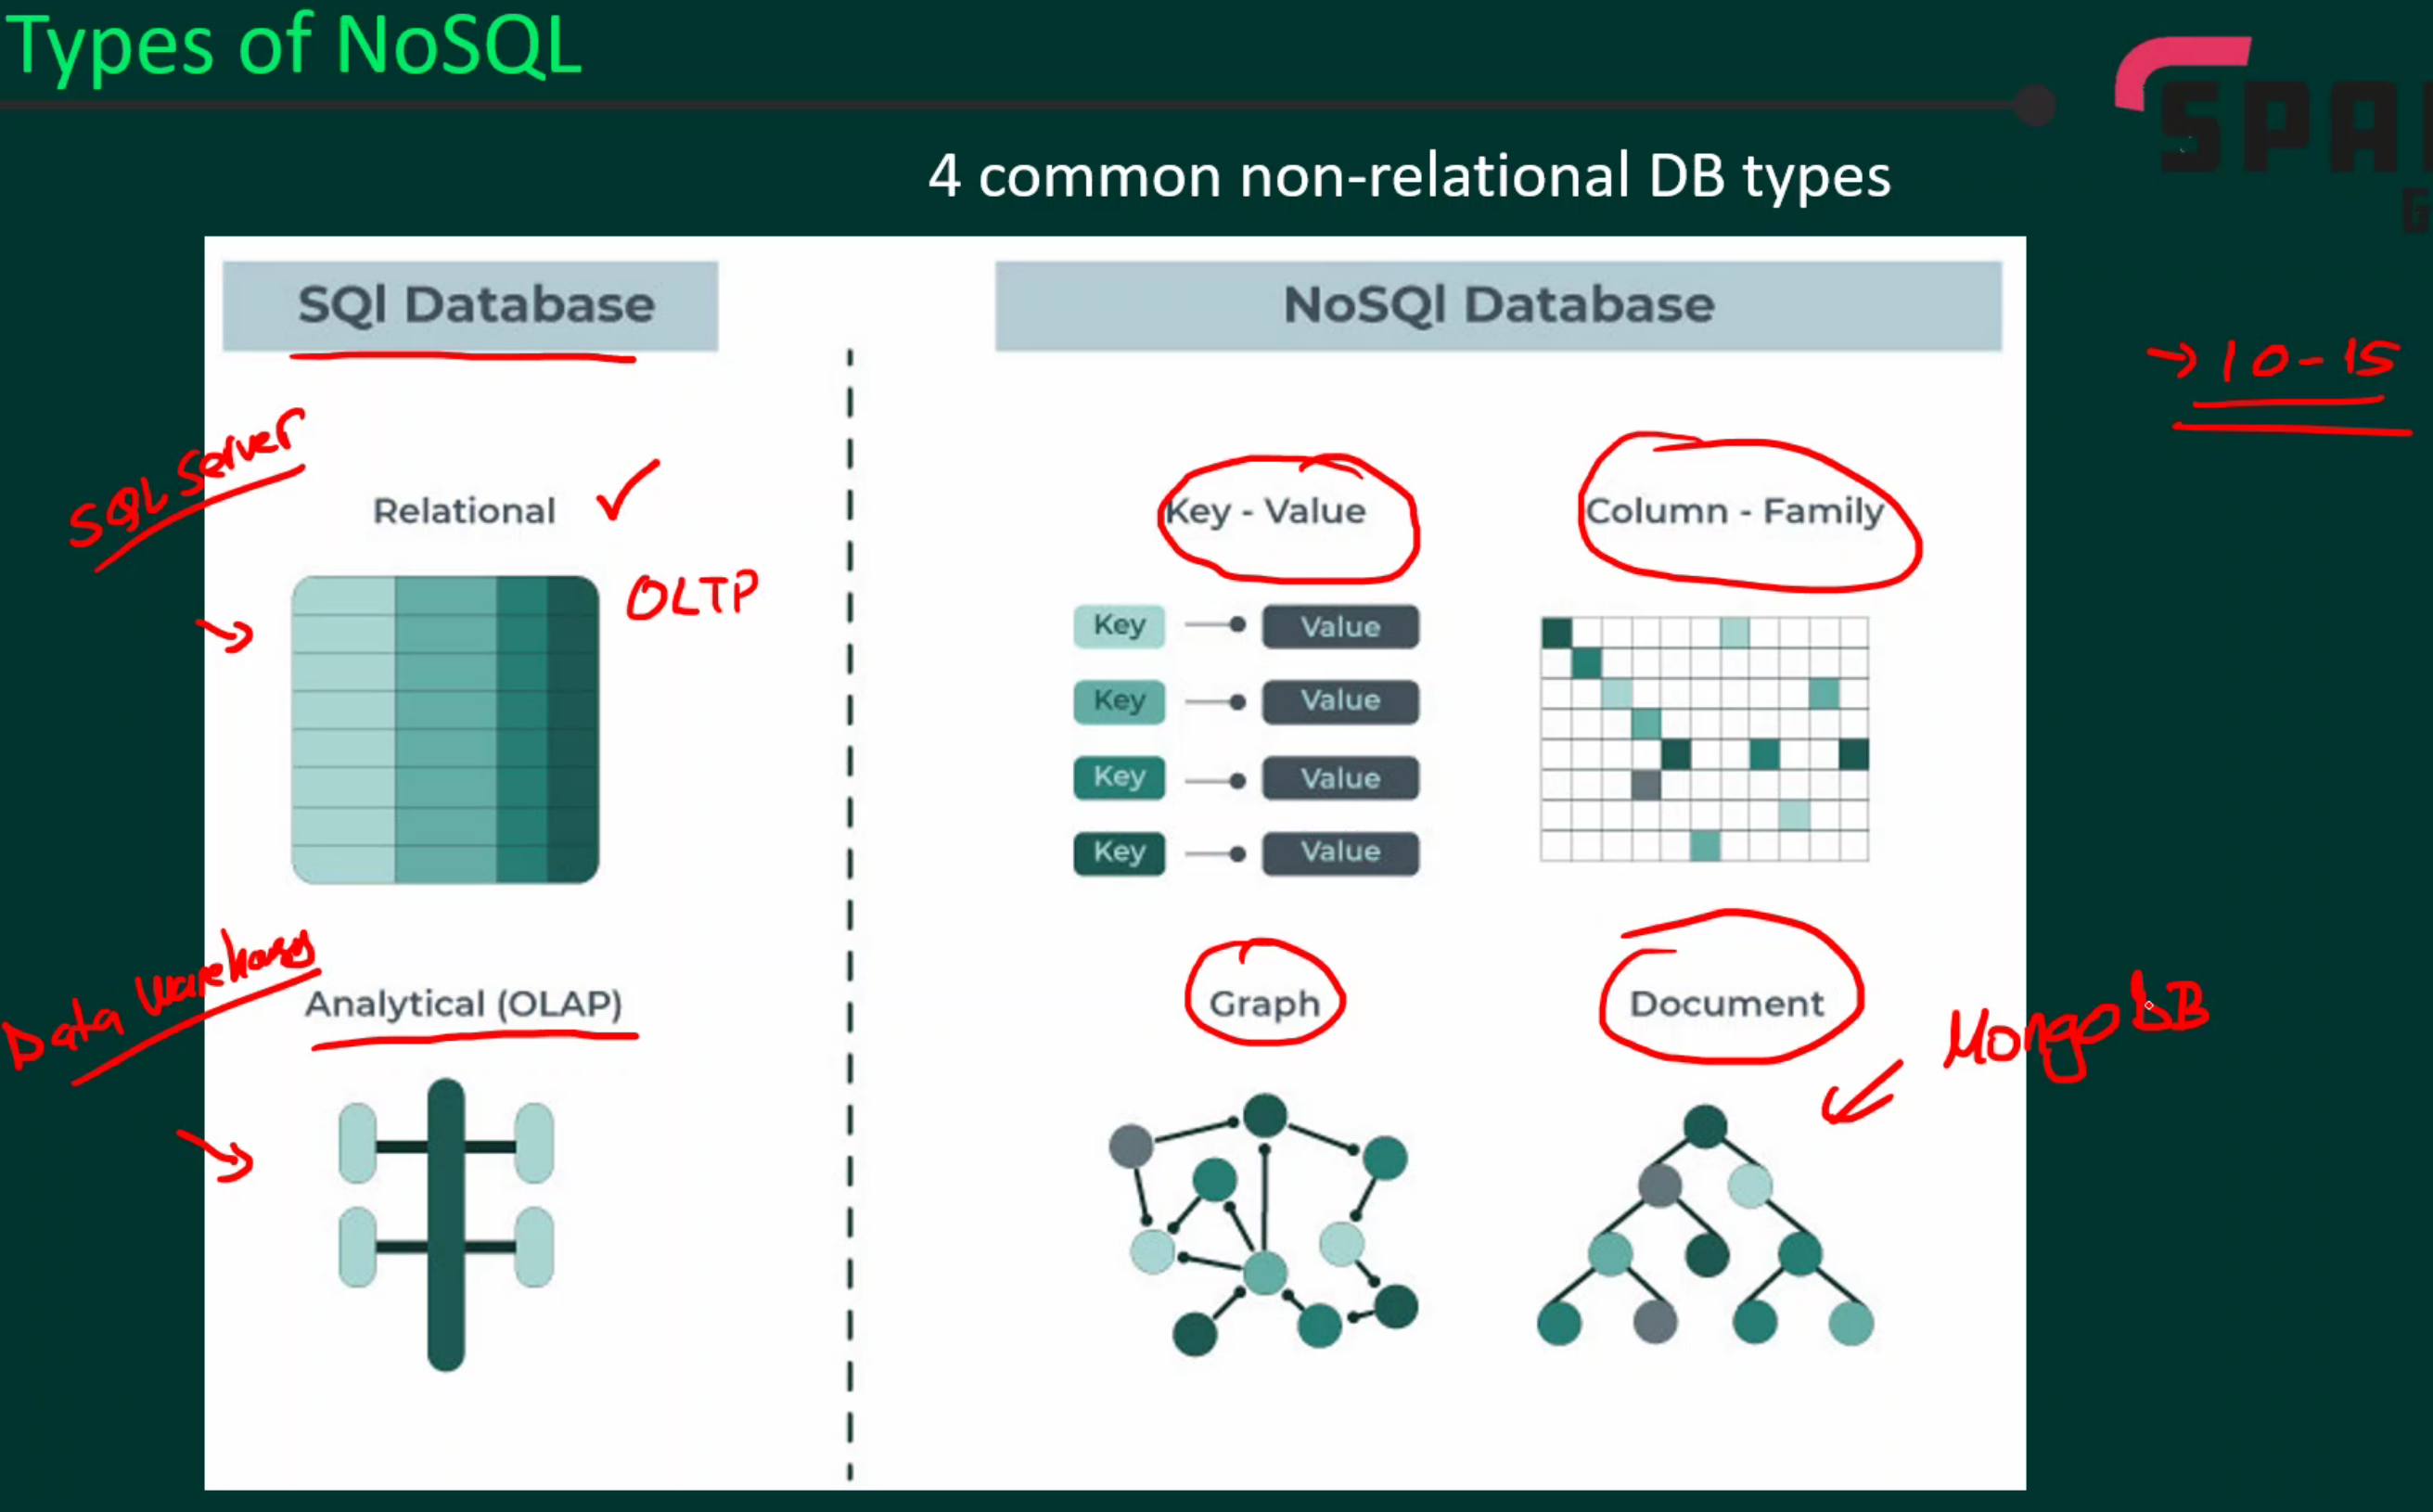 Types of NoSQL
SPA
G
4 common non-relational DB types
SQl Database
NoSQl Database
→ 10-15
SQL Server
Relational
OLTP
Key - Value
Column - Family
Key Value
Key Value
Key Value
Key Value
Data Warehouse
Analytical (OLAP)
Graph
Document
MongoDB